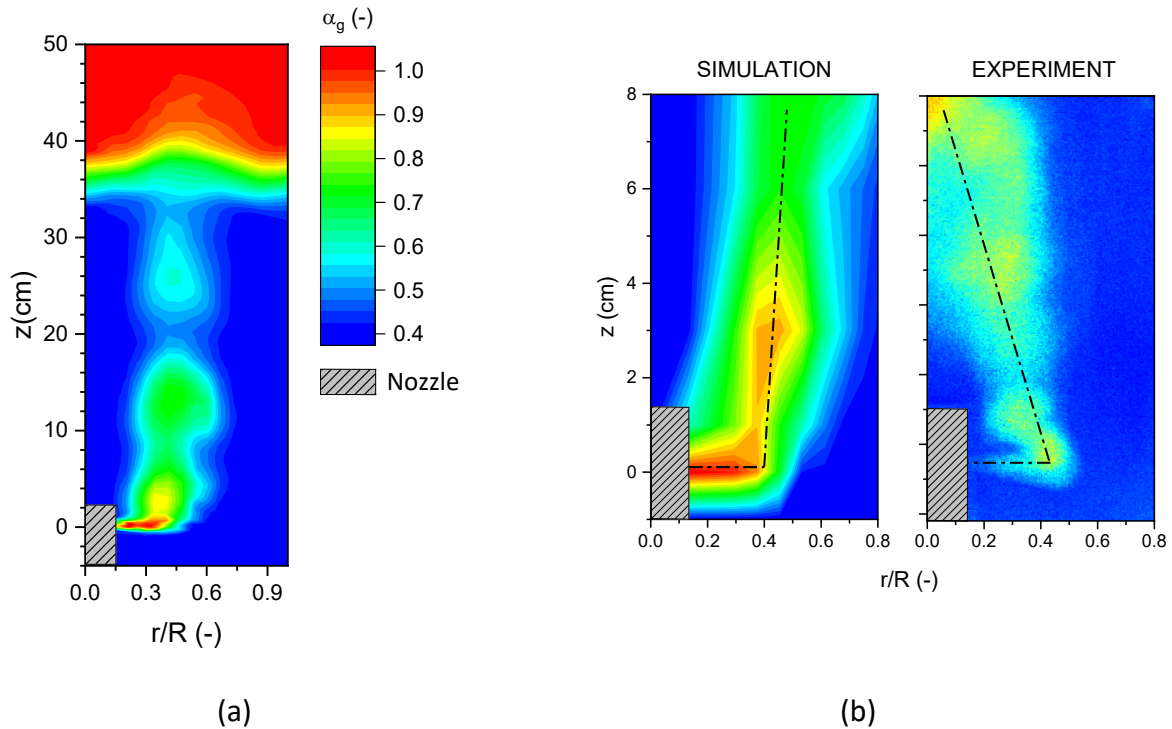 α_g (-)
50
40
30
20
10
0
z(cm)
0.0 0.3 0.6 0.9
r/R (-)
1.0
0.9
0.8
0.7
0.6
0.5
0.4
Nozzle
(a)
SIMULATION
EXPERIMENT
8
6
4
2
0
z (cm)
0.0 0.2 0.4 0.6 0.8
0.0 0.2 0.4 0.6 0.8
r/R (-)
(b)